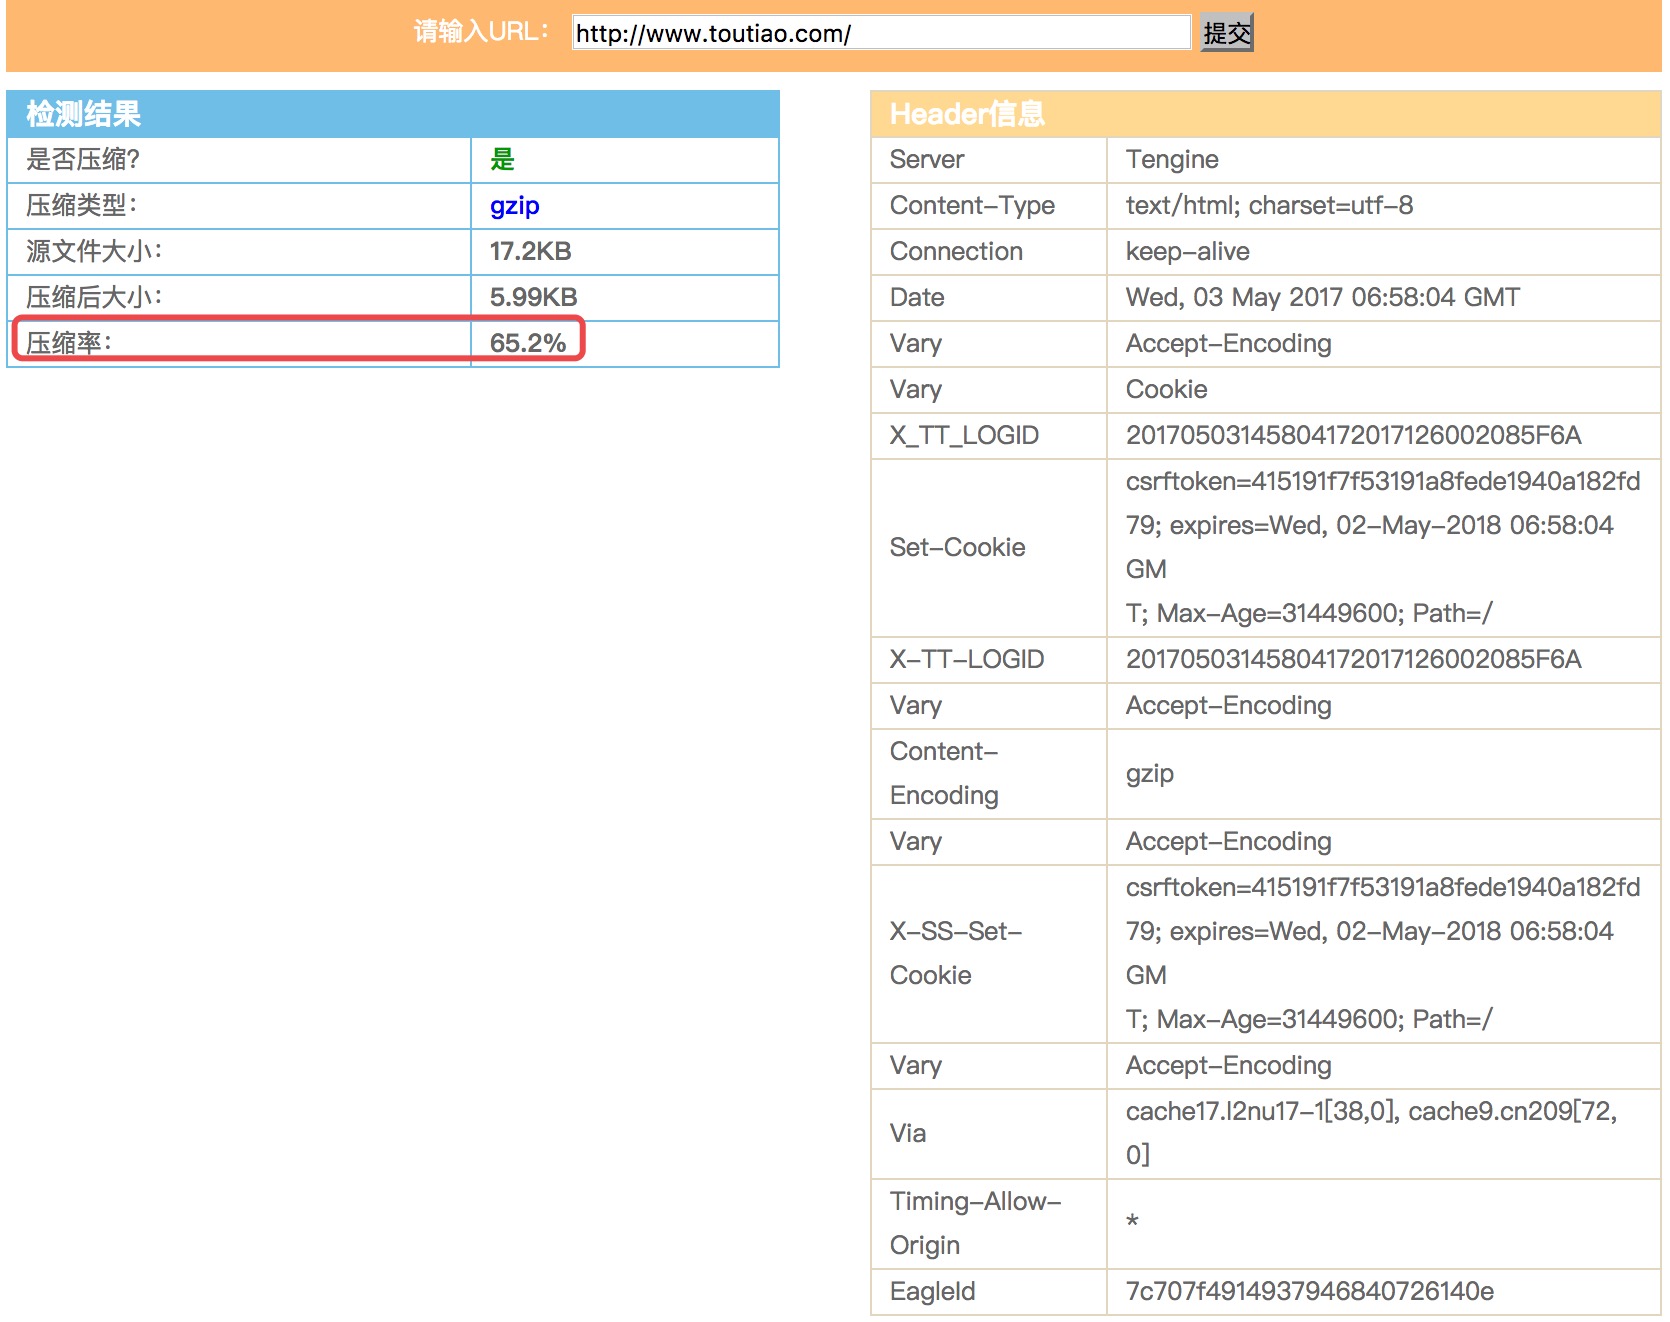 请输入URL： http://www.toutiao.com/ 提交
检测结果
是否压缩? 是
压缩类型： gzip
源文件大小： 17.2KB
压缩后大小： 5.99KB
压缩率： 65.2%
Header信息
Server Tengine
Content-Type text/html; charset=utf-8
Connection keep-alive
Date Wed, 03 May 2017 06:58:04 GMT
Vary Accept-Encoding
Vary Cookie
X_TT_LOGID 20170503145804172017126002085F6A
Set-Cookie
csrftoken=415191f7f53191a8fede1940a182fd
79; expires=Wed, 02-May-2018 06:58:04
GM
T; Max-Age=31449600; Path=/
X-TT-LOGID 20170503145804172017126002085F6A
Vary Accept-Encoding
Content-
Encoding
gzip
Vary Accept-Encoding
X-SS-Set-
Cookie
csrftoken=415191f7f53191a8fede1940a182fd
79; expires=Wed, 02-May-2018 06:58:04
GM
T; Max-Age=31449600; Path=/
Vary Accept-Encoding
Via
cache17.l2nu17-1[38,0], cache9.cn209[72,
0]
Timing-Allow-
Origin
*
EagleId 7c707f4914937946840726140e